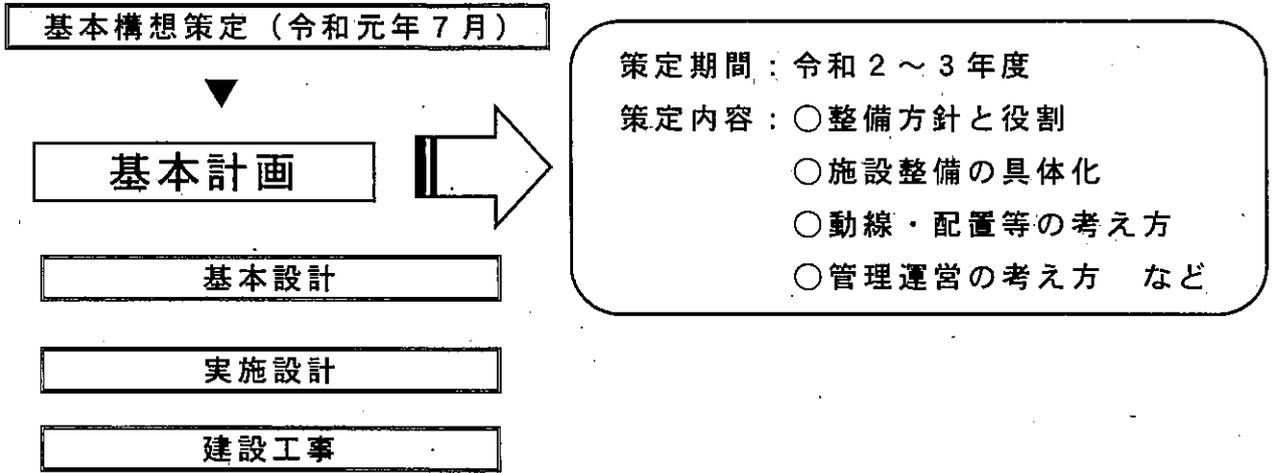 基本構想策定（令和元年７月）
▼
基本計画
基本設計
実施設計
建設工事
策定期間：令和２～３年度
策定内容：○整備方針と役割
○施設整備の具体化
○動線・配置等の考え方
○管理運営の考え方　など